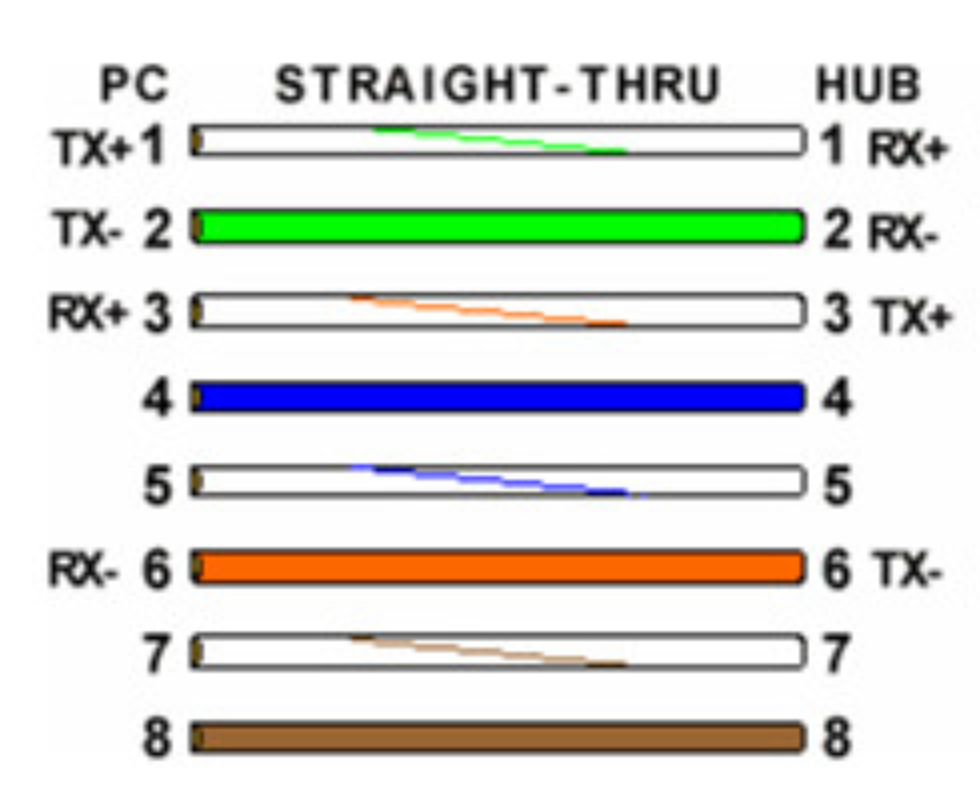 PC STRAIGHT-THRU HUB
TX+ 1 1 RX+
TX- 2 2 RX-
RX+ 3 3 TX+
4 4
5 5
RX- 6 6 TX-
7 7
8 8